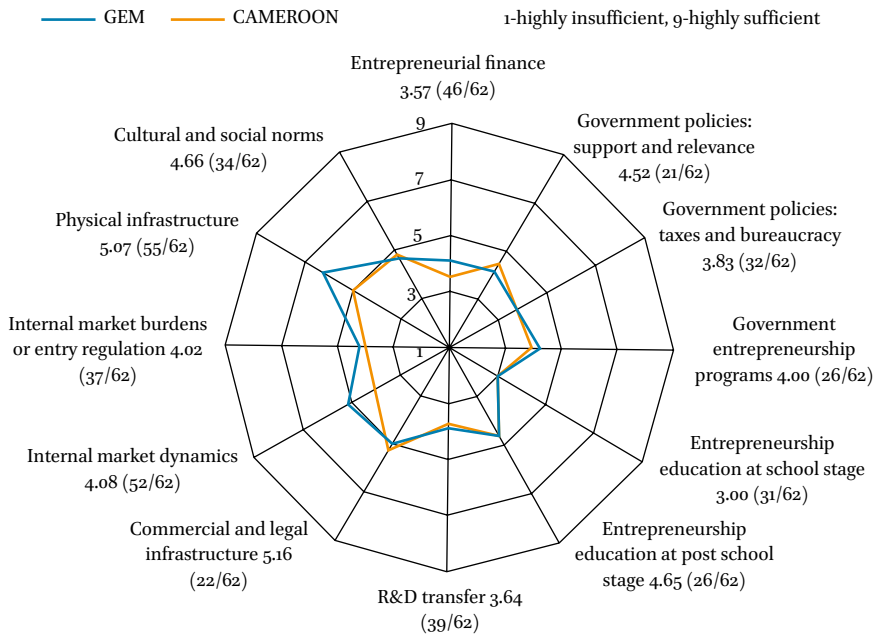 GEM
CAMEROON
1-highly insufficient, 9-highly sufficient
Entrepreneurial finance
3.57 (46/62)
Government policies:
support and relevance
4.52 (21/62)
Government policies:
taxes and bureaucracy
3.83 (32/62)
Government
entrepreneurship
programs 4.00 (26/62)
Entrepreneurship
education at school stage
3.00 (31/62)
Entrepreneurship
education at post school
stage 4.65 (26/62)
R&D transfer 3.64
(39/62)
Commercial and legal
infrastructure 5.16
(22/62)
Internal market dynamics
4.08 (52/62)
Internal market burdens
or entry regulation 4.02
(37/62)
Physical infrastructure
5.07 (55/62)
Cultural and social norms
4.66 (34/62)
9
7
5
3
1